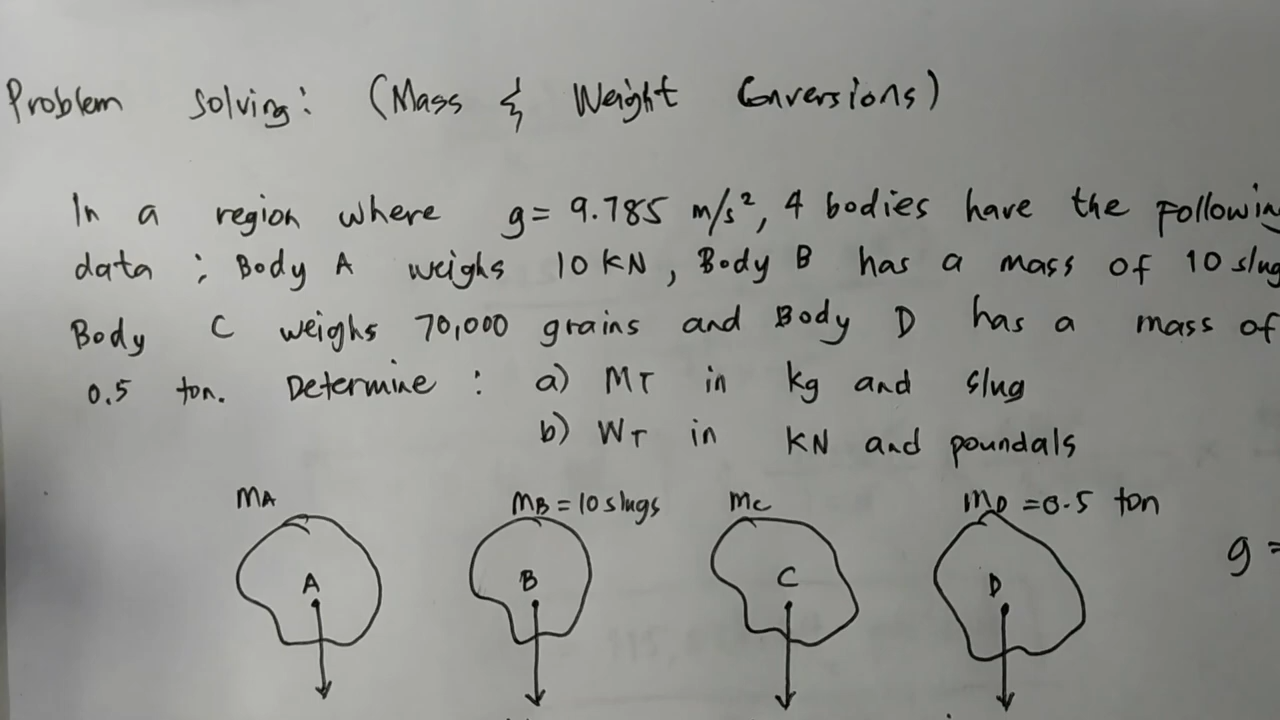 Problem Solving: (Mass & Weight Conversions)
In a region where g = 9.785 m/s², 4 bodies have the following
data ; Body A weighs 10 KN, Body B has a mass of 10 slug
Body C weighs 70,000 grains and Body D has a mass of
0.5 ton. Determine : a) MT in kg and slug
b) WT in KN and poundals
MA MB = 10 slugs Mc MD = 0.5 ton
g =
A B C D